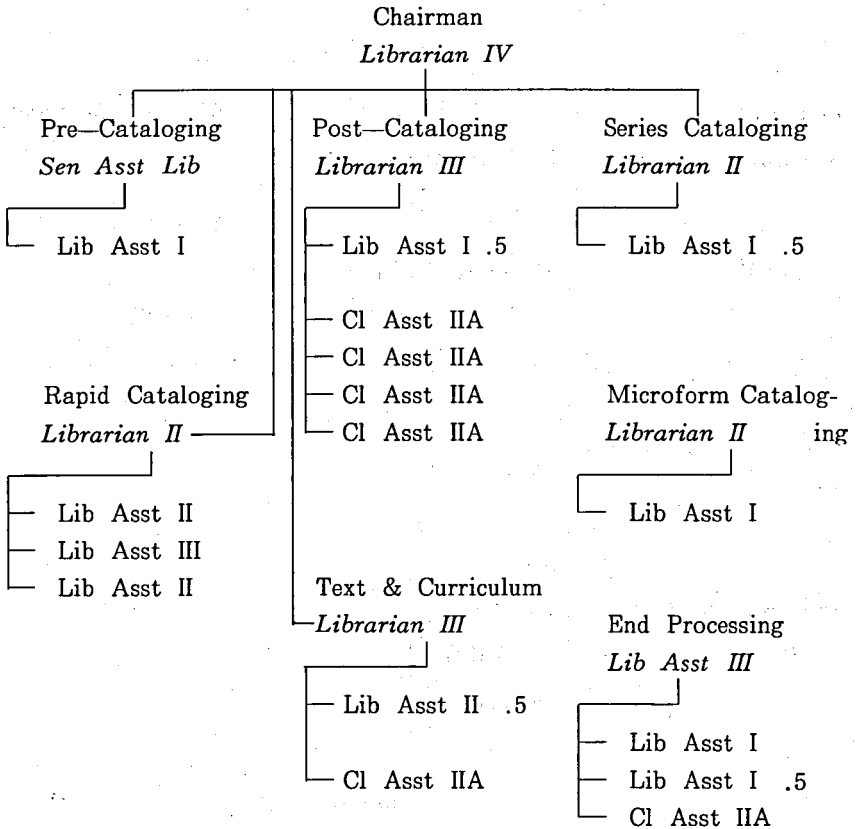 Chairman
Librarian IV
Pre—Cataloging
Sen Asst Lib
Lib Asst I
Post—Cataloging
Librarian III
Lib Asst I .5
Cl Asst IIA
Cl Asst IIA
Cl Asst IIA
Cl Asst IIA
Series Cataloging
Librarian II
Lib Asst I .5
Rapid Cataloging
Librarian II
Lib Asst II
Lib Asst III
Lib Asst II
Microform Catalog-
Librarian II ing
Lib Asst I
Text & Curriculum
Librarian III
Lib Asst II .5
Cl Asst IIA
End Processing
Lib Asst III
Lib Asst I
Lib Asst I .5
Cl Asst IIA